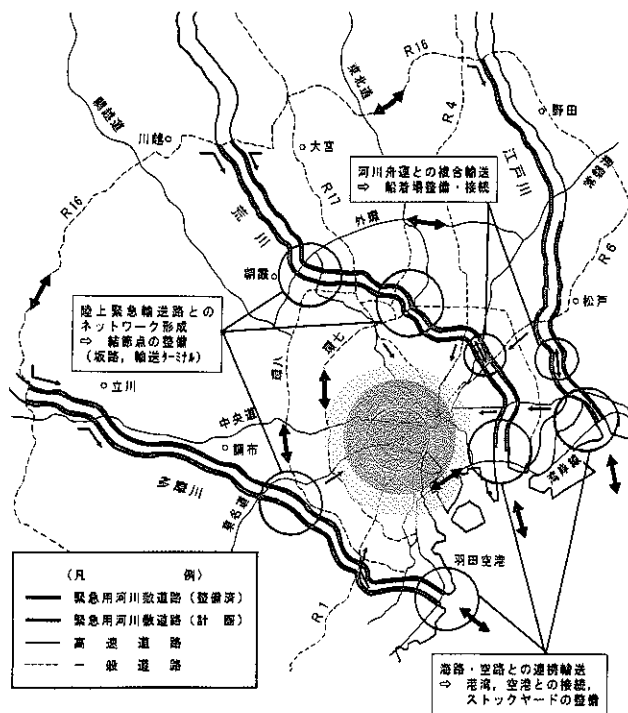 R16
東北道
R4
野田
関越道
川越
大宮
江戸川
常磐道
河川舟運との複合輸送
⇨ 船着場整備・接続
R17
R16
荒川
外環
R6
朝霞
松戸
陸上緊急輸送路との
ネットワーク形成
⇨ 結節点の整備
(坂路,輸送ターミナル)
環七
環八
立川
中央道
調布
湾岸線
多摩川
東名道
羽田空港
R1
(凡 例)
緊急用河川敷道路(整備済)
緊急用河川敷道路(計画)
高速道路
一般道路
海路・空路との連携輸送
⇨ 港湾,空港との接続,
ストックヤードの整備